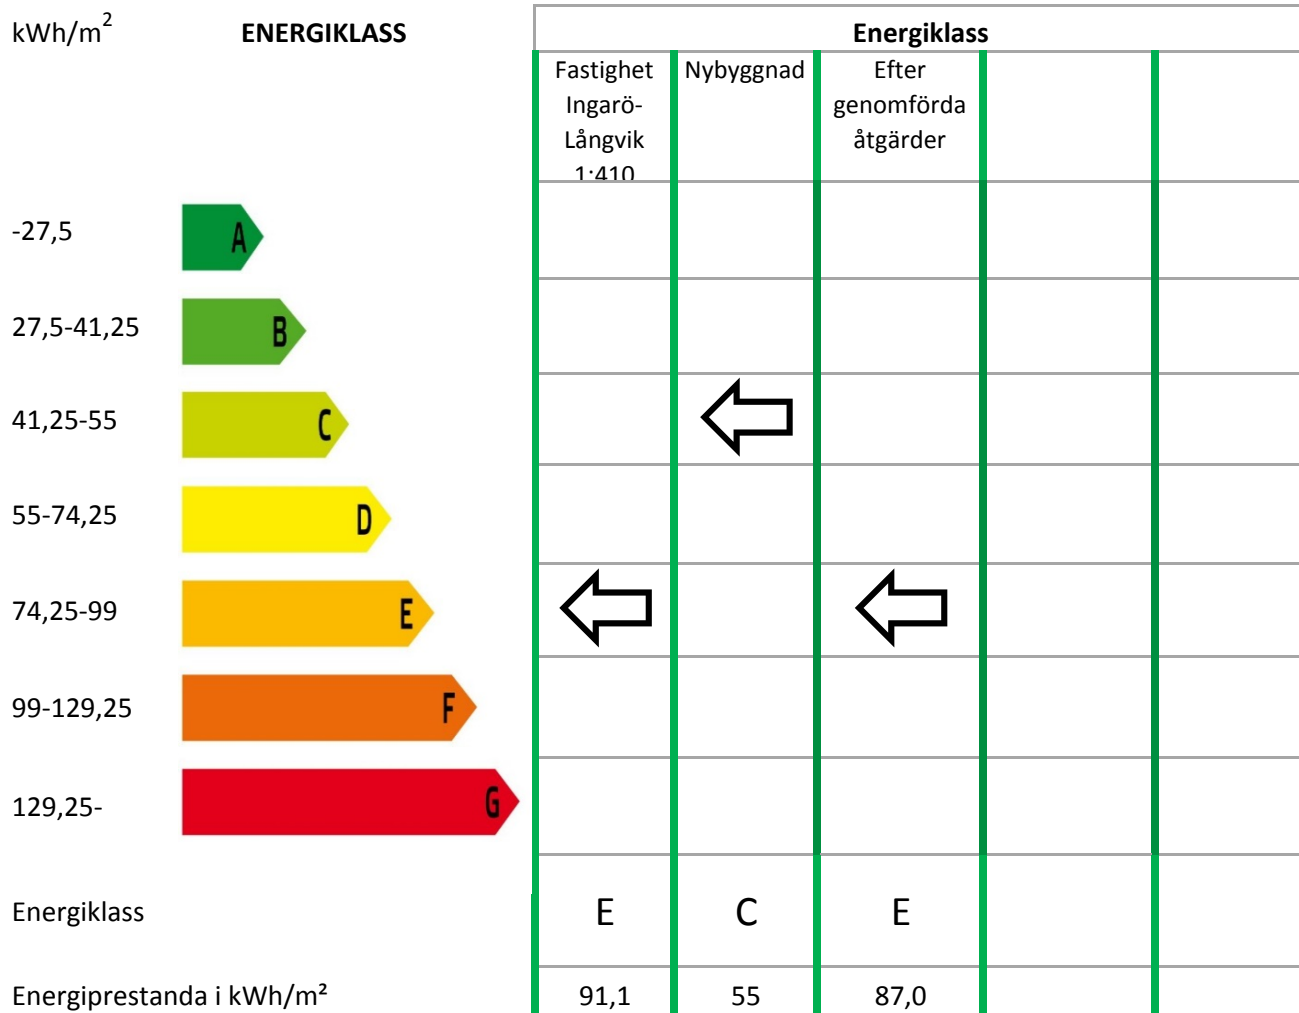 kWh/m²
ENERGIKLASS
Energiklass
Fastighet
Ingarö-
Långvik
1:410
Nybyggnad
Efter
genomförda
åtgärder
-27,5
A
27,5-41,25
B
41,25-55
C
55-74,25
D
74,25-99
E
99-129,25
F
129,25-
G
Energiklass
E
C
E
Energiprestanda i kWh/m²
91,1
55
87,0